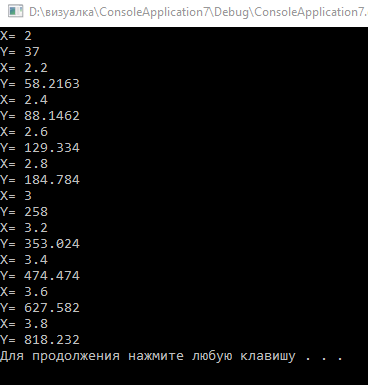 D:\визуалка\ConsoleApplication7\Debug\ConsoleApplication7.
X= 2
Y= 37
X= 2.2
Y= 58.2163
X= 2.4
Y= 88.1462
X= 2.6
Y= 129.334
X= 2.8
Y= 184.784
X= 3
Y= 258
X= 3.2
Y= 353.024
X= 3.4
Y= 474.474
X= 3.6
Y= 627.582
X= 3.8
Y= 818.232
Для продолжения нажмите любую клавишу . . .